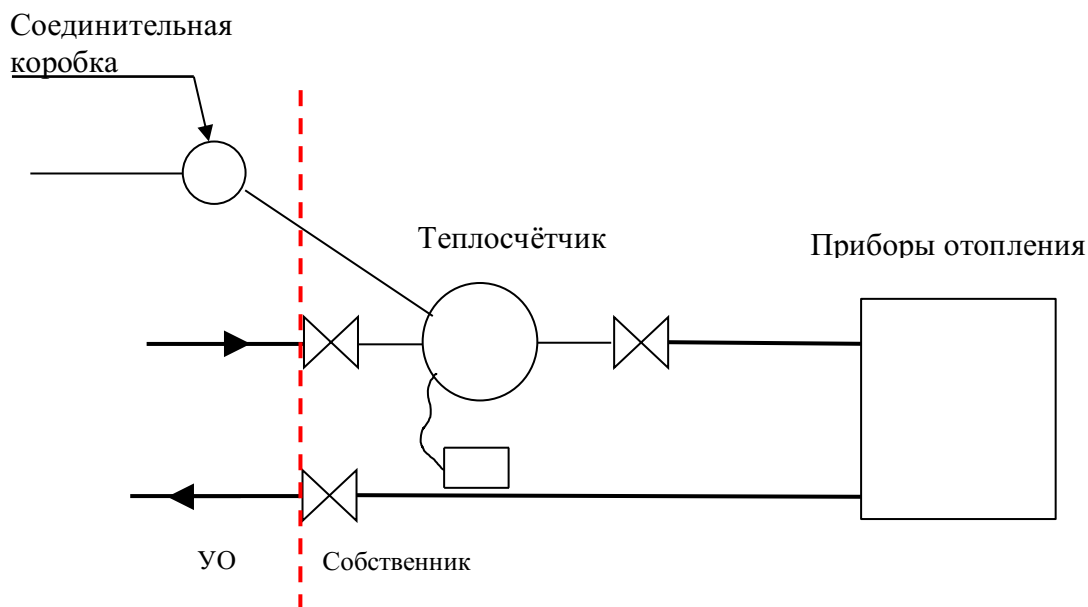 Соединительная
коробка
Теплосчётчик
Приборы отопления
УО
Собственник